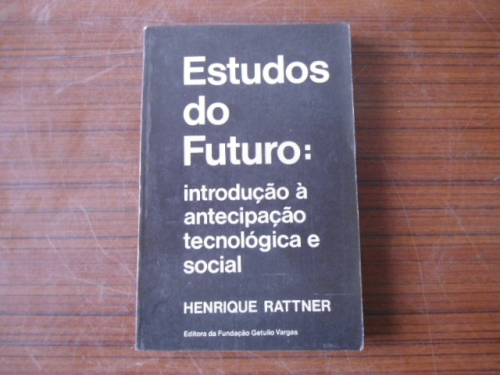 Estudos
do
Futuro:
introdução à
antecipação
tecnológica e
social
HENRIQUE RATTNER
Editora da Fundação Getulio Vargas